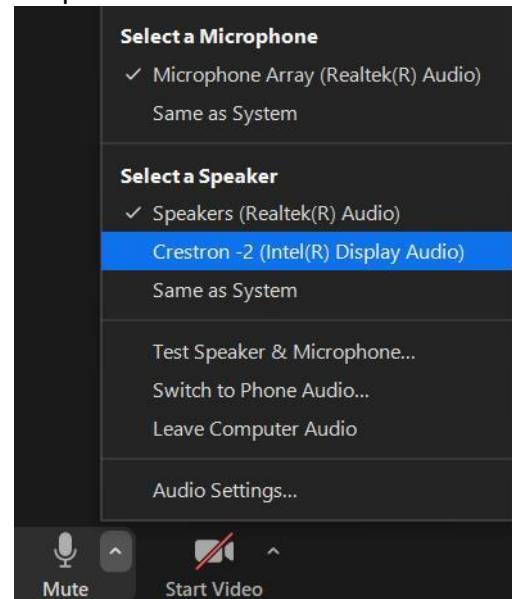 Select a Microphone
✓ Microphone Array (Realtek(R) Audio)
Same as System
Select a Speaker
✓ Speakers (Realtek(R) Audio)
Crestron -2 (Intel(R) Display Audio)
Same as System
Test Speaker & Microphone...
Switch to Phone Audio...
Leave Computer Audio
Audio Settings...
Mute
Start Video